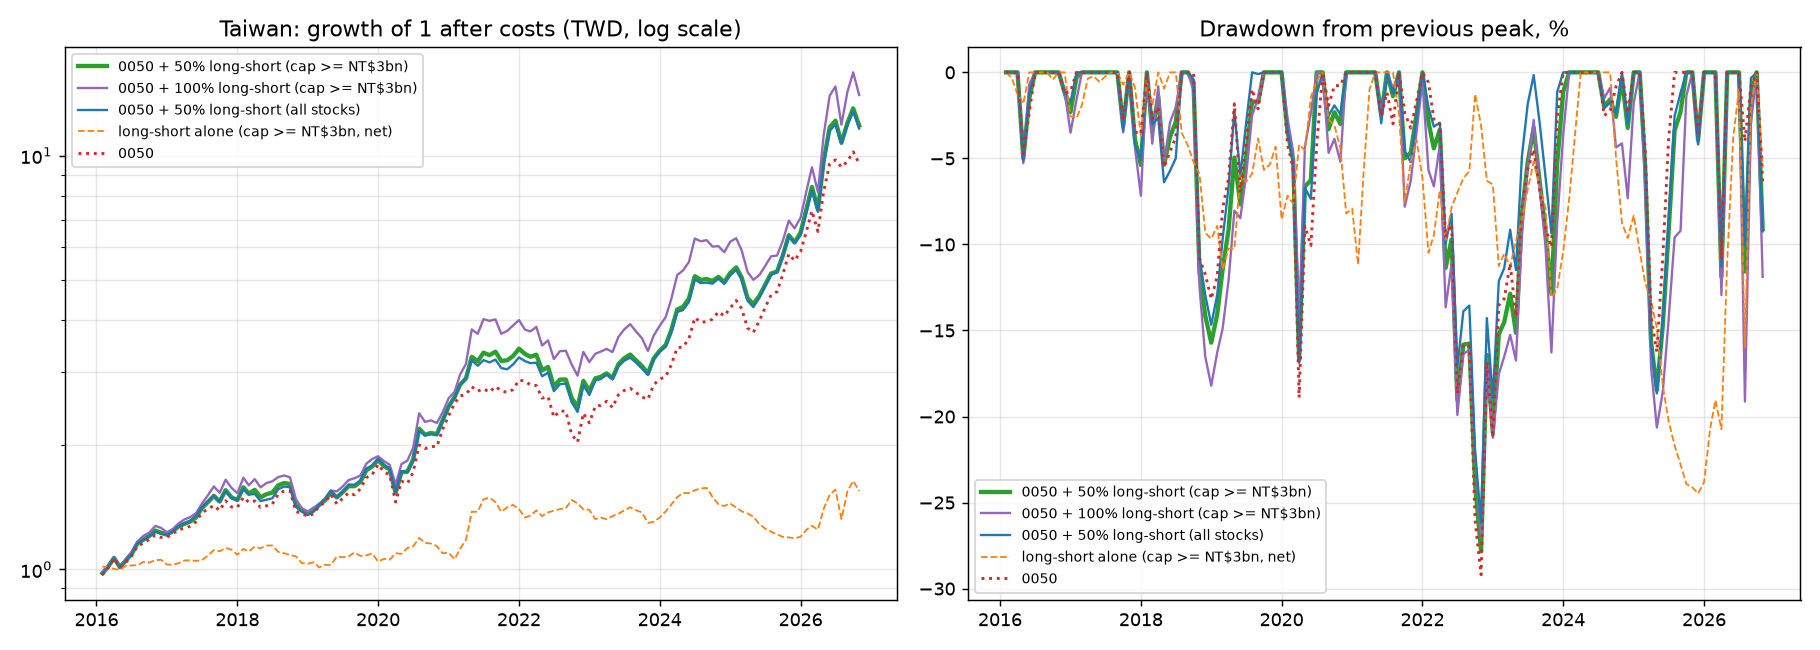 Taiwan: growth of 1 after costs (TWD, log scale)
0050 + 50% long-short (cap >= NT$3bn)
0050 + 100% long-short (cap >= NT$3bn)
0050 + 50% long-short (all stocks)
long-short alone (cap >= NT$3bn, net)
0050
10¹
10⁰
2016 2018 2020 2022 2024 2026
Drawdown from previous peak, %
0
−5
−10
−15
−20
−25
−30
0050 + 50% long-short (cap >= NT$3bn)
0050 + 100% long-short (cap >= NT$3bn)
0050 + 50% long-short (all stocks)
long-short alone (cap >= NT$3bn, net)
0050
2016 2018 2020 2022 2024 2026